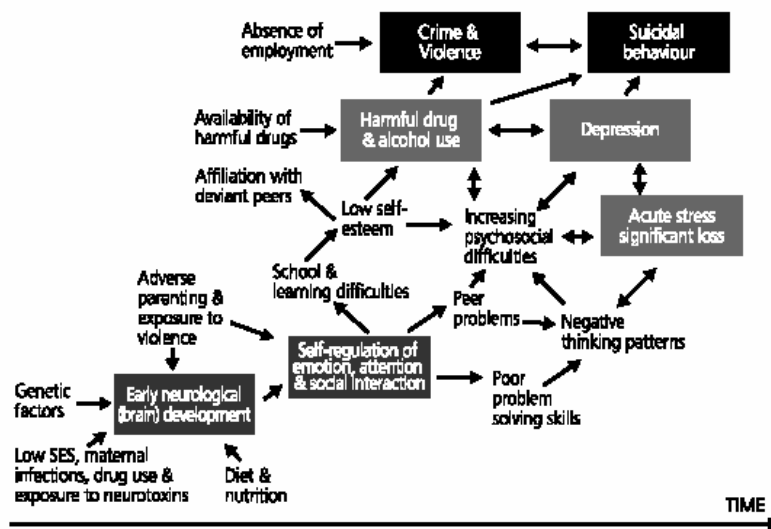 Absence of
employment
Crime &
Violence
Suicidal
behaviour
Availability of
harmful drugs
Harmful drug
& alcohol use
Depression
Affiliation with
deviant peers
Low self-
esteem
Increasing
psychosocial
difficulties
Acute stress
significant loss
Adverse
parenting &
exposure to
violence
School &
learning difficulties
Peer
problems
Negative
thinking patterns
Self-regulation of
emotion, attention
& social interaction
Genetic
factors
Early neurological
(brain) development
Poor
problem
solving skills
Low SES, maternal
infections, drug use &
exposure to neurotoxins
Diet &
nutrition
TIME